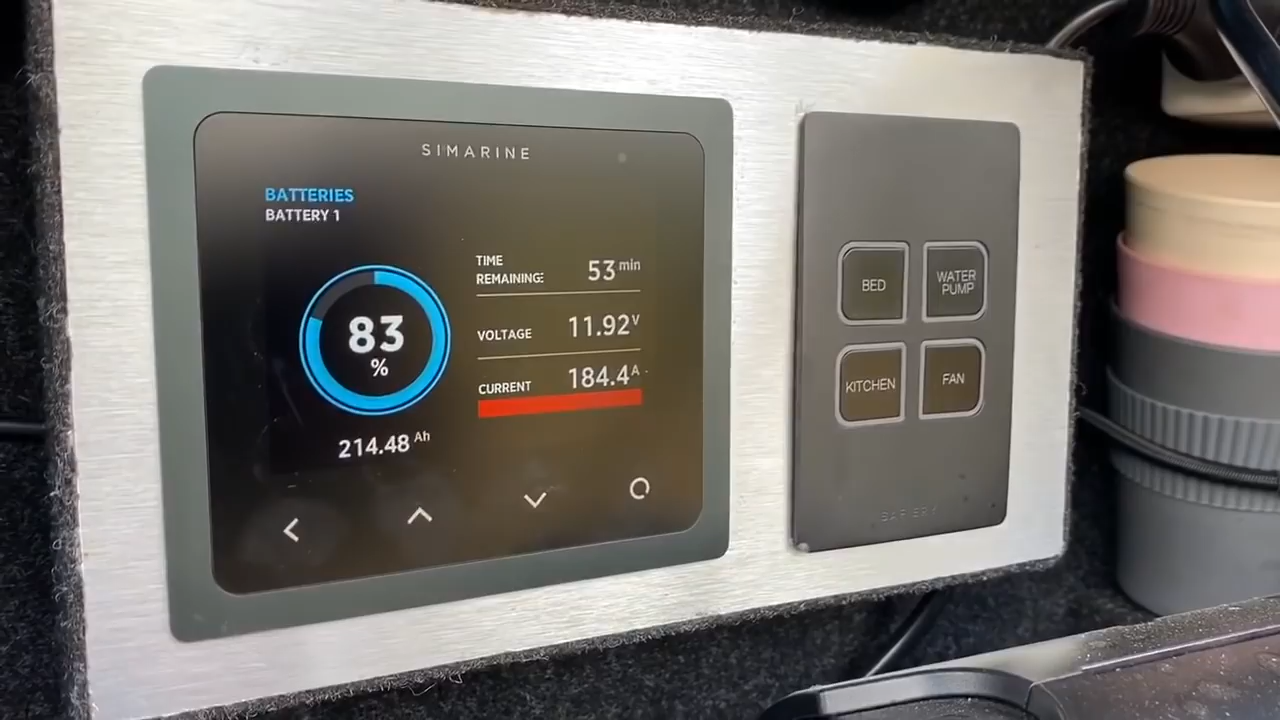 SIMARINE
BATTERIES
BATTERY 1
TIME
REMAINING:
53 min
83
%
VOLTAGE
11.92 V
CURRENT
184.4 A
214.48 Ah
BED
WATER
PUMP
KITCHEN
FAN